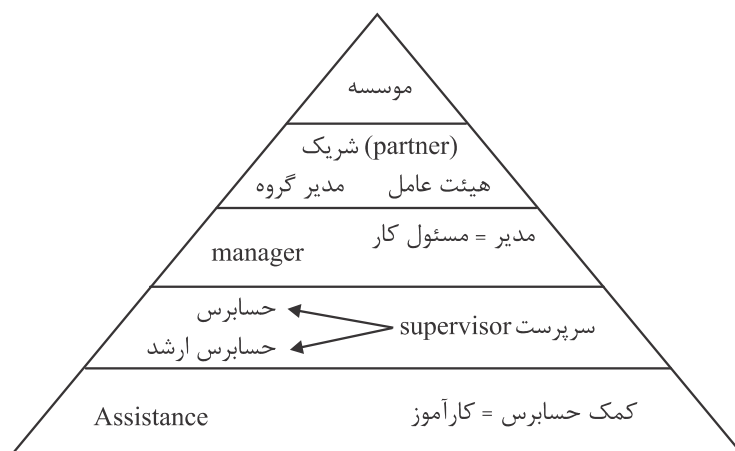 موسسه
شریک (partner)
هیئت عامل مدیر گروه
مدیر = مسئول کار
manager
سرپرست supervisor
حسابرس
حسابرس ارشد
کمک حسابرس = کارآموز
Assistance